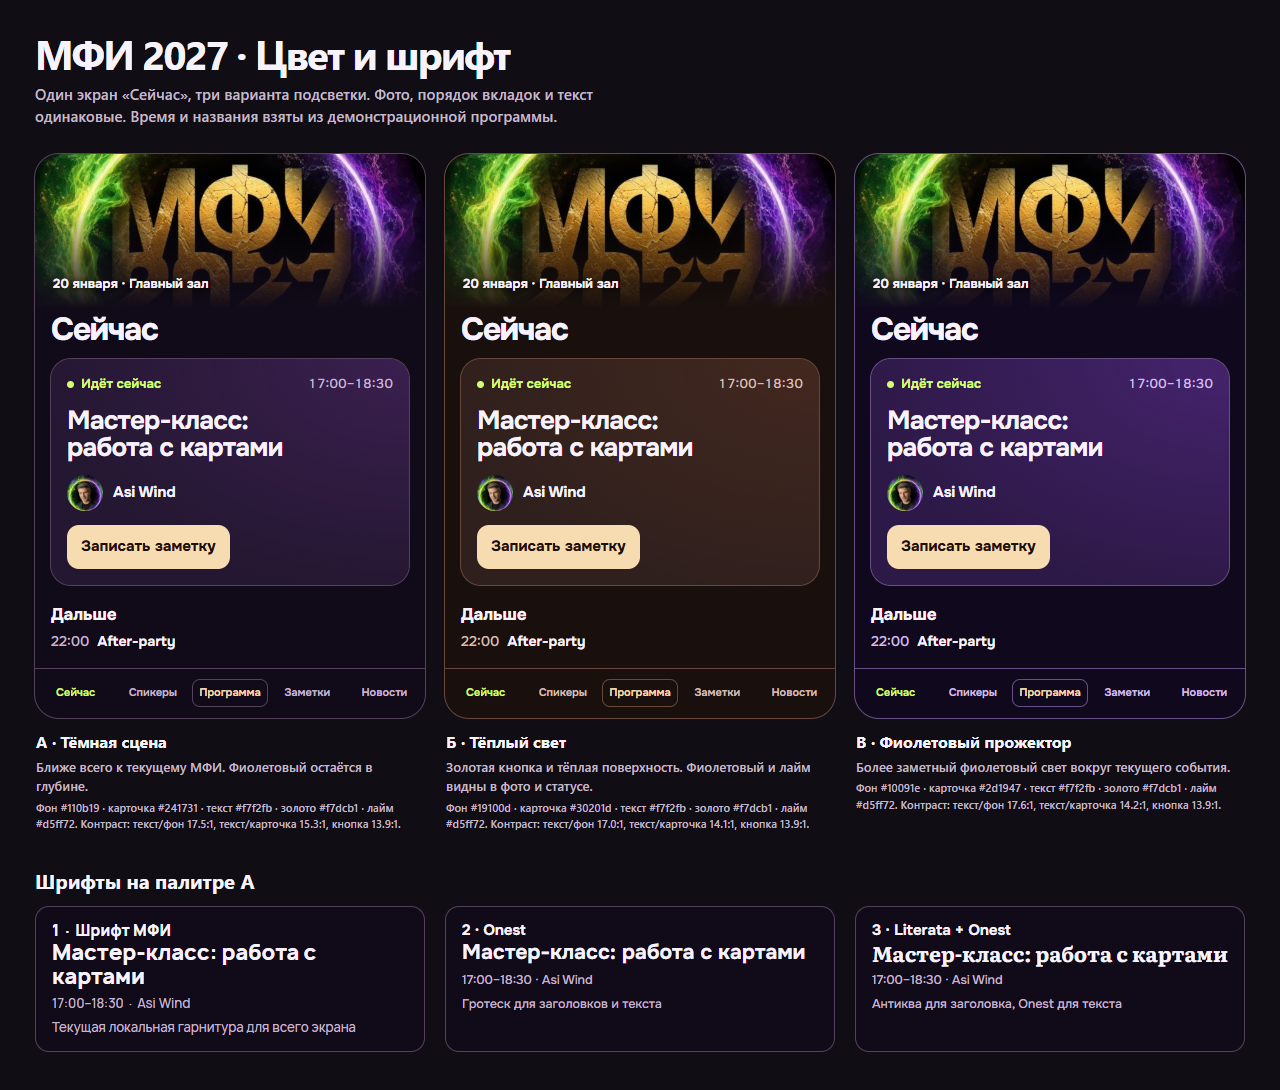 МФИ 2027 · Цвет и шрифт
Один экран «Сейчас», три варианта подсветки. Фото, порядок вкладок и текст
одинаковые. Время и названия взяты из демонстрационной программы.
МФИ
2027
20 января · Главный зал
Сейчас
Идёт сейчас
17:00–18:30
Мастер-класс:
работа с картами
Asi Wind
Записать заметку
Дальше
22:00 After-party
Сейчас Спикеры Программа Заметки Новости
А · Тёмная сцена
Ближе всего к текущему МФИ. Фиолетовый остаётся в
глубине.
Фон #110b19 · карточка #241731 · текст #f7f2fb · золото #f7dcb1 · лайм
#d5ff72. Контраст: текст/фон 17.5:1, текст/карточка 15.3:1, кнопка 13.9:1.
МФИ
2027
20 января · Главный зал
Сейчас
Идёт сейчас
17:00–18:30
Мастер-класс:
работа с картами
Asi Wind
Записать заметку
Дальше
22:00 After-party
Сейчас Спикеры Программа Заметки Новости
Б · Тёплый свет
Золотая кнопка и тёплая поверхность. Фиолетовый и лайм
видны в фото и статусе.
Фон #19100d · карточка #30201d · текст #f7f2fb · золото #f7dcb1 · лайм
#d5ff72. Контраст: текст/фон 17.0:1, текст/карточка 14.1:1, кнопка 13.9:1.
МФИ
2027
20 января · Главный зал
Сейчас
Идёт сейчас
17:00–18:30
Мастер-класс:
работа с картами
Asi Wind
Записать заметку
Дальше
22:00 After-party
Сейчас Спикеры Программа Заметки Новости
В · Фиолетовый прожектор
Более заметный фиолетовый свет вокруг текущего события.
Фон #10091e · карточка #2d1947 · текст #f7f2fb · золото #f7dcb1 · лайм
#d5ff72. Контраст: текст/фон 17.6:1, текст/карточка 14.2:1, кнопка 13.9:1.
Шрифты на палитре А
1 · Шрифт МФИ
Мастер-класс: работа с
картами
17:00–18:30 · Asi Wind
Текущая локальная гарнитура для всего экрана
2 · Onest
Мастер-класс: работа с картами
17:00–18:30 · Asi Wind
Гротеск для заголовков и текста
3 · Literata + Onest
Мастер-класс: работа с картами
17:00–18:30 · Asi Wind
Антиква для заголовка, Onest для текста